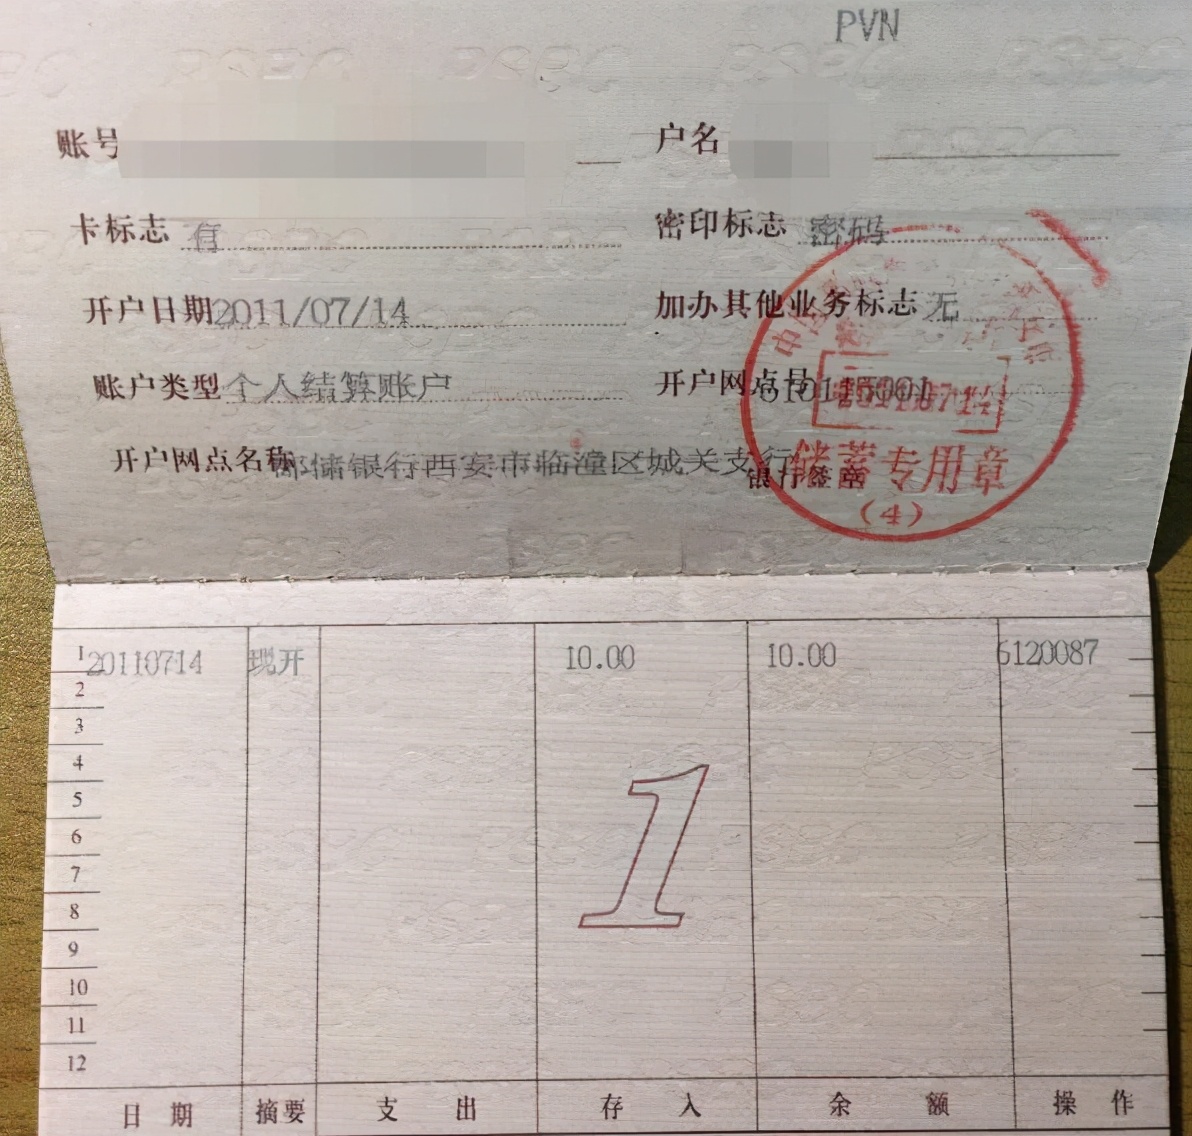 PVN
账号 户名
卡标志 有 密印标志 密码
开户日期 2011/07/14 加办其他业务标志 无
账户类型 个人结算账户 开户网点号
开户网点名称 邮储银行西安市临潼区城关支行
银行签章
储蓄专用章
(4)
1 20110714 现开 10.00 10.00 6120087
2
3
4
5
6
7
8
9
10
11
12
1
日期 摘要 支出 存入 余额 操作